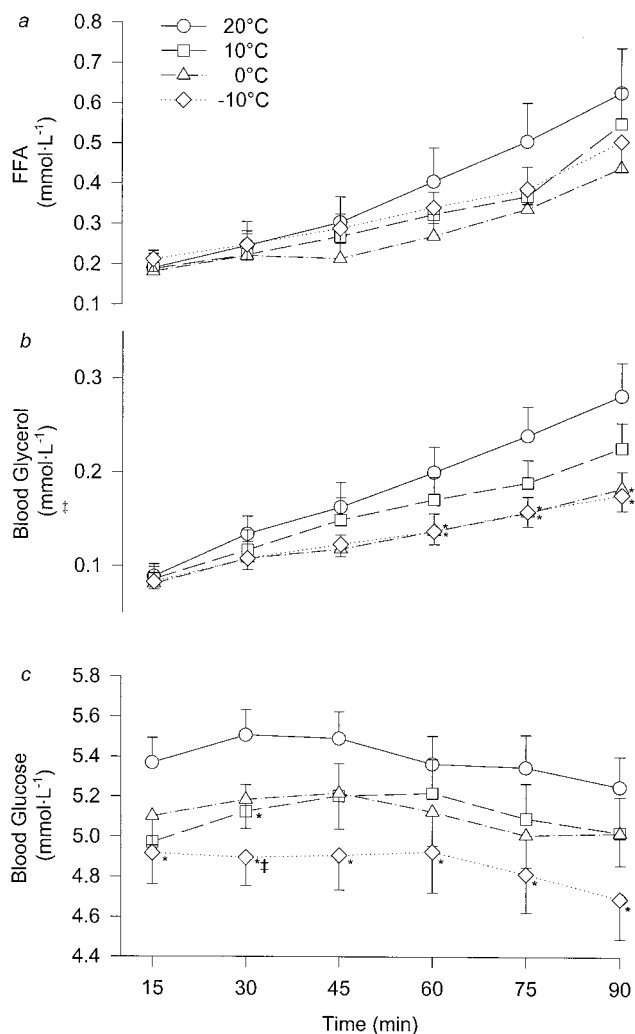 a
20°C
10°C
0°C
-10°C
FFA
(mmol·L-1)
0.8
0.7
0.6
0.5
0.4
0.3
0.2
0.1
b
Blood Glycerol
(mmol·L-1)
‡‡
0.3
0.2
0.1
*
*
*
*
*
*
c
Blood Glucose
(mmol·L-1)
5.8
5.6
5.4
5.2
5.0
4.8
4.6
4.4
*
*
*‡
*
*
*
*
15 30 45 60 75 90
Time (min)